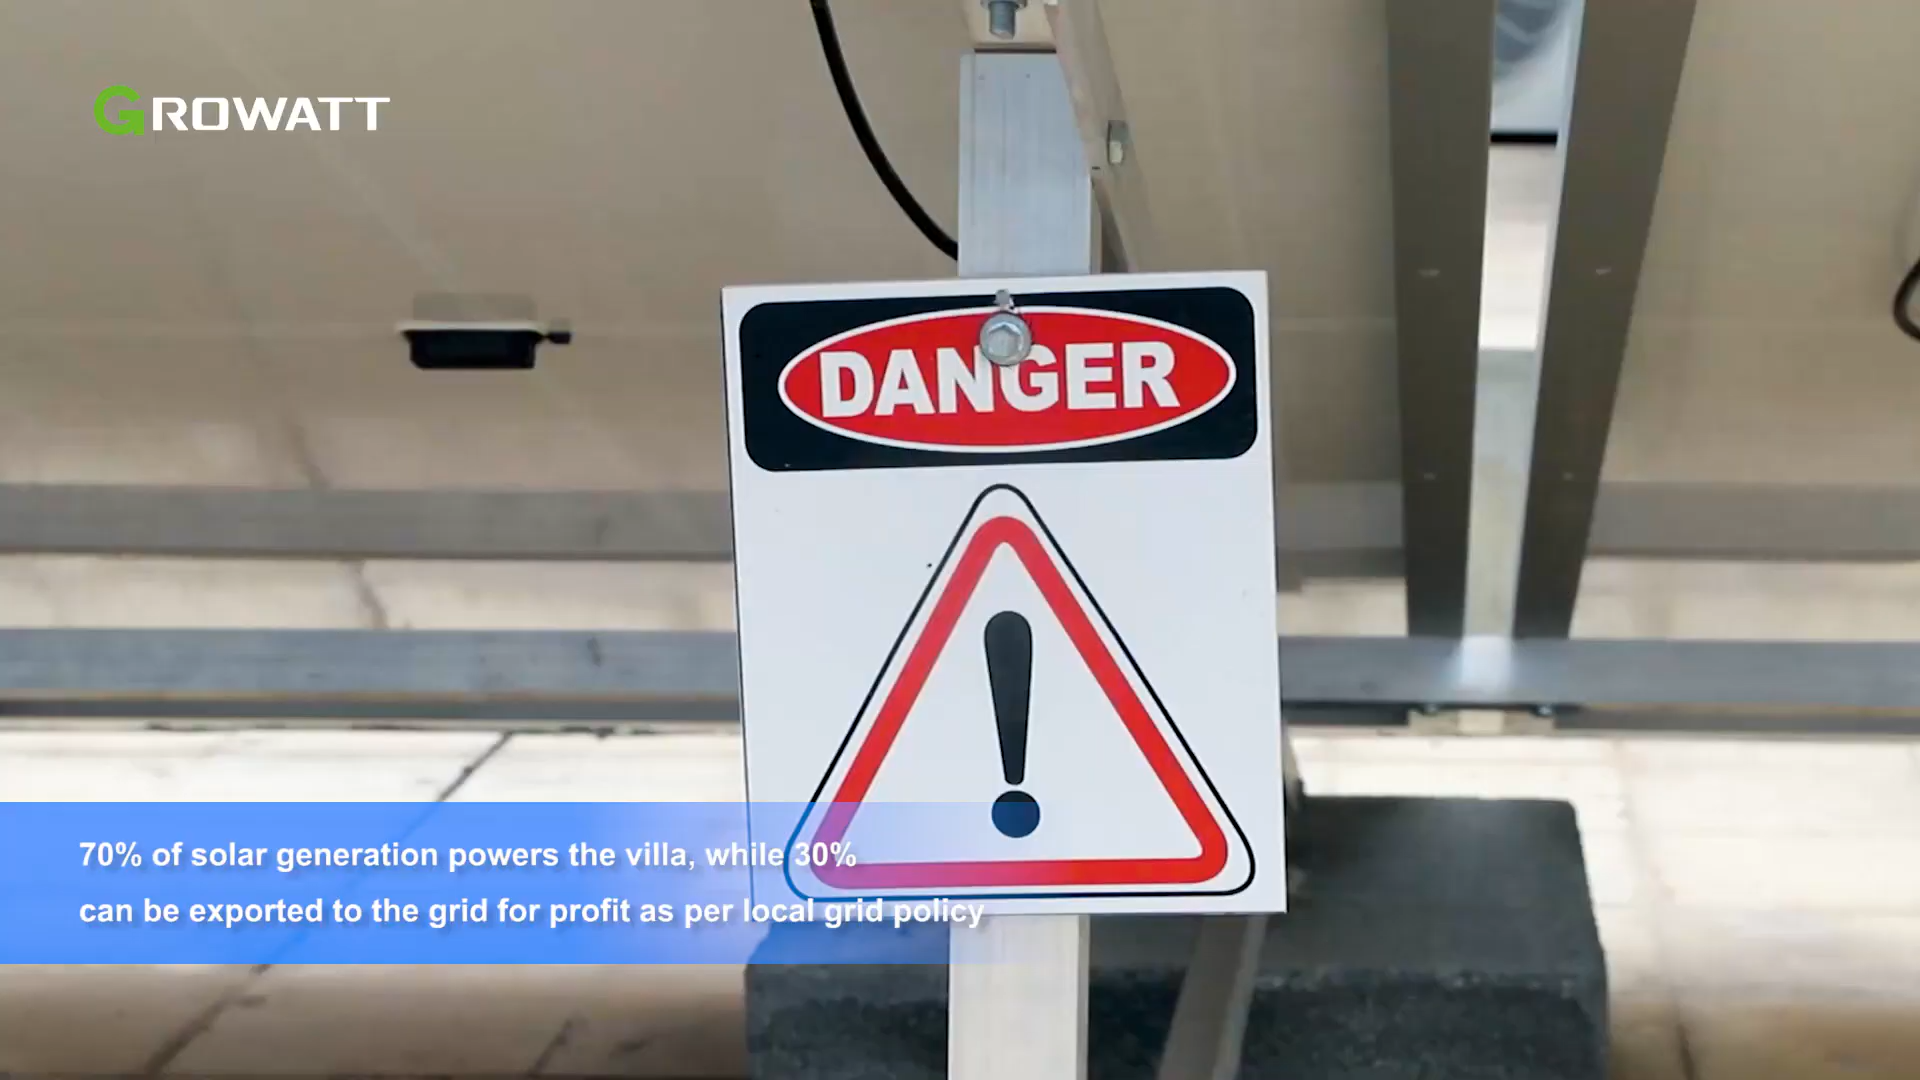 GROWATT
DANGER
70% of solar generation powers the villa, while 30%
can be exported to the grid for profit as per local grid policy